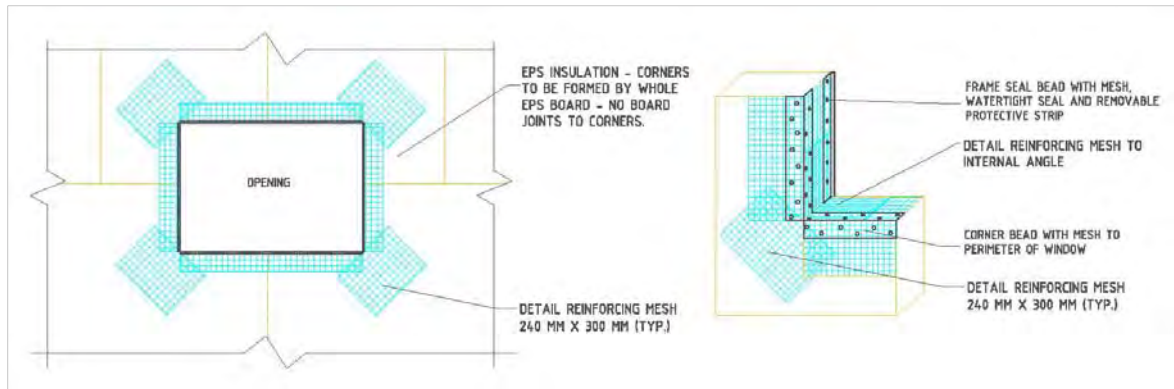 EPS INSULATION - CORNERS
TO BE FORMED BY WHOLE
EPS BOARD - NO BOARD
JOINTS TO CORNERS.
OPENING
DETAIL REINFORCING MESH
240 MM X 300 MM (TYP.)
FRAME SEAL BEAD WITH MESH,
WATERTIGHT SEAL AND REMOVABLE
PROTECTIVE STRIP
DETAIL REINFORCING MESH TO
INTERNAL ANGLE
CORNER BEAD WITH MESH TO
PERIMETER OF WINDOW
DETAIL REINFORCING MESH
240 MM X 300 MM (TYP.)